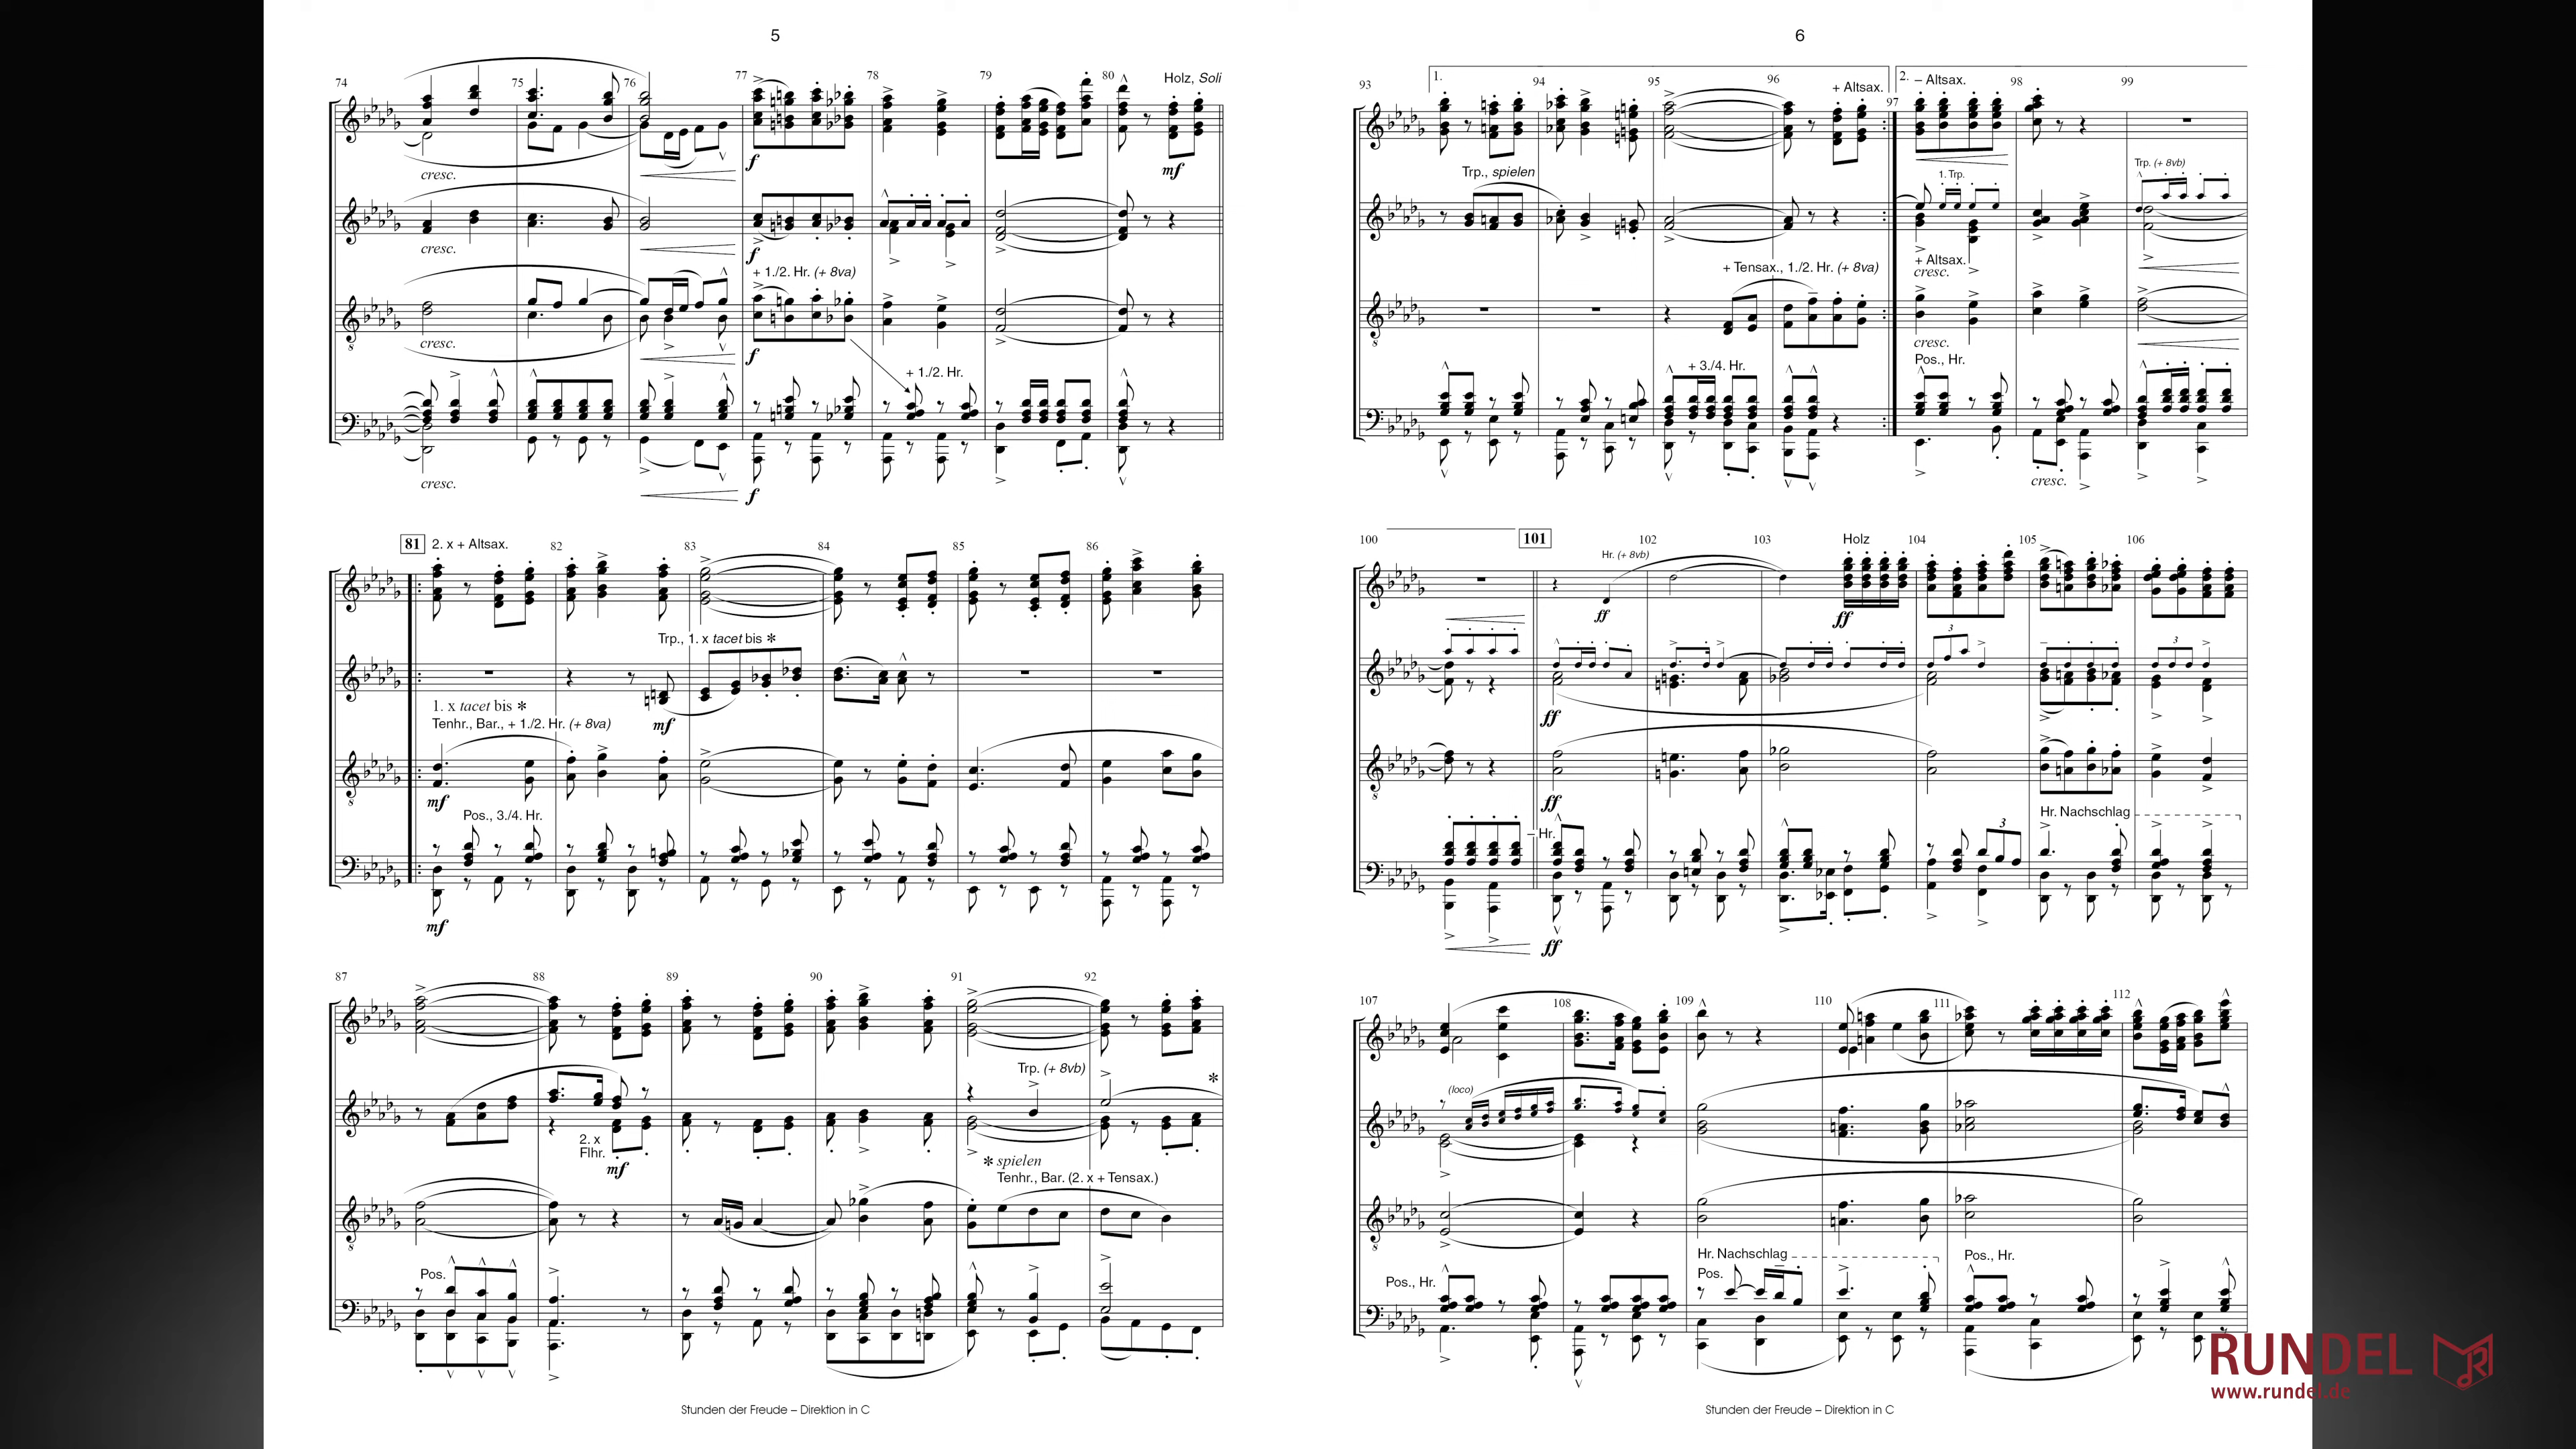 5
74 75 76 77 78 79 80
Holz, Soli
cresc.
f
mf
cresc.
f
+ 1./2. Hr. (+ 8va)
cresc.
f
+ 1./2. Hr.
cresc.
f
81 2. x + Altsax. 82 83 84 85 86
Trp., 1. x tacet bis *
1. x tacet bis *
Tenhr., Bar., + 1./2. Hr. (+ 8va)
mf
mf
Pos., 3./4. Hr.
mf
87 88 89 90 91 92
Trp. (+ 8vb)
*
2. x
Flhr.
mf
* spielen
Tenhr., Bar. (2. x + Tensax.)
Pos.
Stunden der Freude – Direktion in C
6
93 1. 94 95 96 + Altsax. 97 2. – Altsax. 98 99
Trp., spielen
1. Trp.
Trp. (+ 8vb)
+ Tensax., 1./2. Hr. (+ 8va)
+ Altsax.
cresc.
cresc.
+ 3./4. Hr.
Pos., Hr.
cresc.
100 101 102 103 Holz 104 105 106
Hr. (+ 8vb)
ff
ff
3
3
ff
ff
Hr. Nachschlag
– Hr.
3
ff
107 108 109 110 111 112
(loco)
Hr. Nachschlag
Pos., Hr.
Pos.
Pos., Hr.
Stunden der Freude – Direktion in C
RUNDEL
www.rundel.de